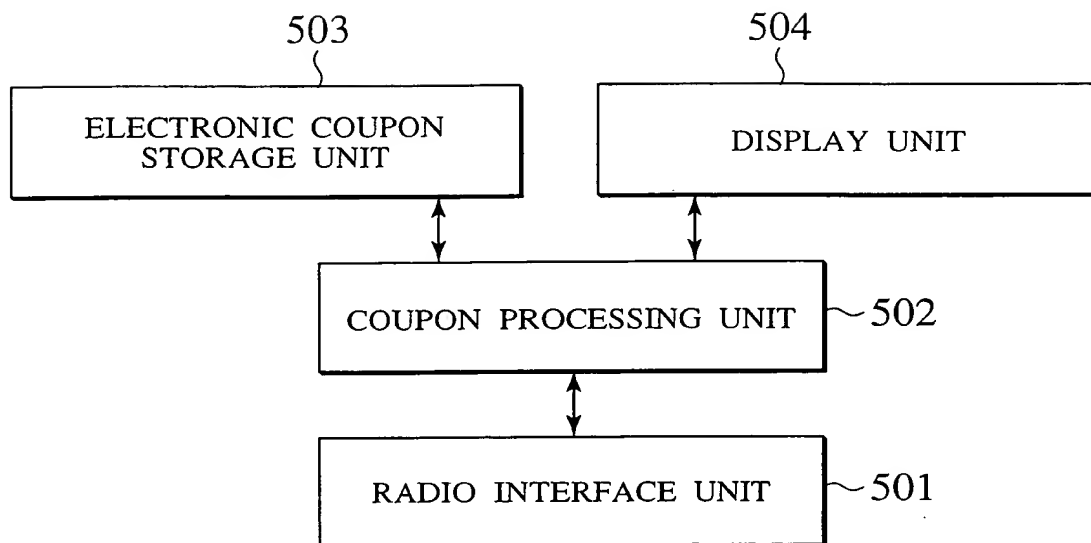 503
504
ELECTRONIC COUPON
STORAGE UNIT
DISPLAY UNIT
COUPON PROCESSING UNIT
502
RADIO INTERFACE UNIT
501